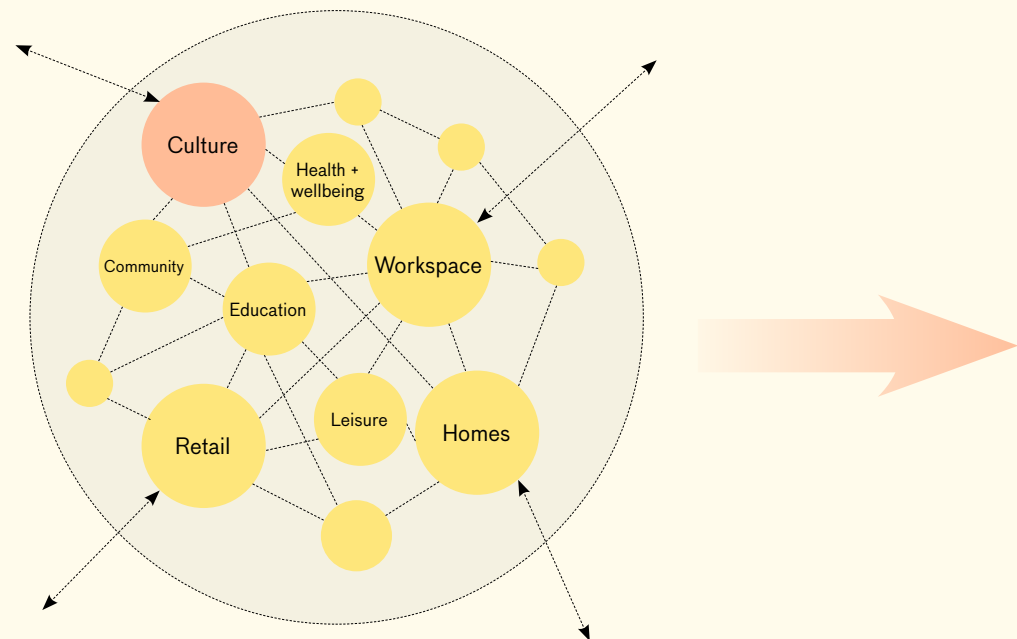 Culture
Health +
wellbeing
Community
Workspace
Education
Leisure
Homes
Retail